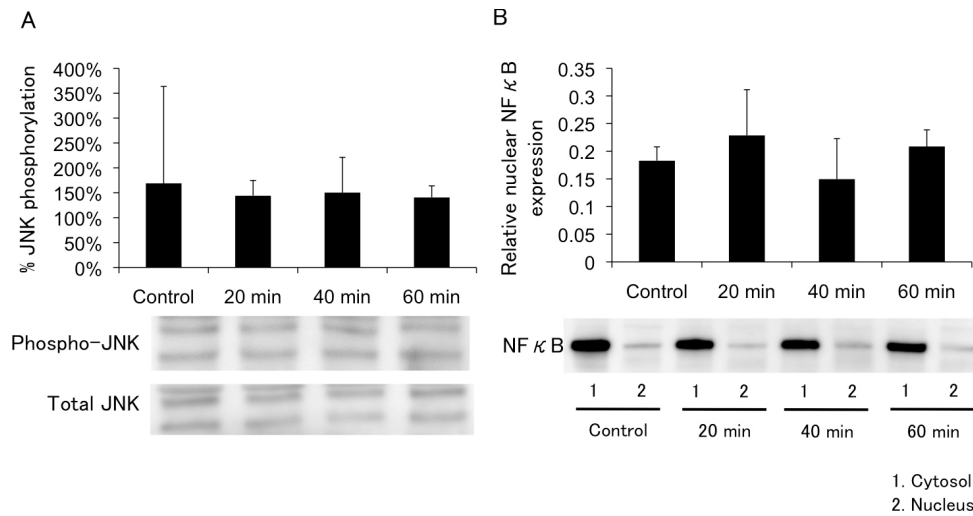 A
% JNK phosphorylation
400%
350%
300%
250%
200%
150%
100%
50%
0%
Control 20 min 40 min 60 min
Phospho-JNK
Total JNK
B
Relative nuclear NFκB
expression
0.35
0.3
0.25
0.2
0.15
0.1
0.05
0
Control 20 min 40 min 60 min
NFκB
1 2 1 2 1 2 1 2
Control 20 min 40 min 60 min
1. Cytosol
2. Nucleus